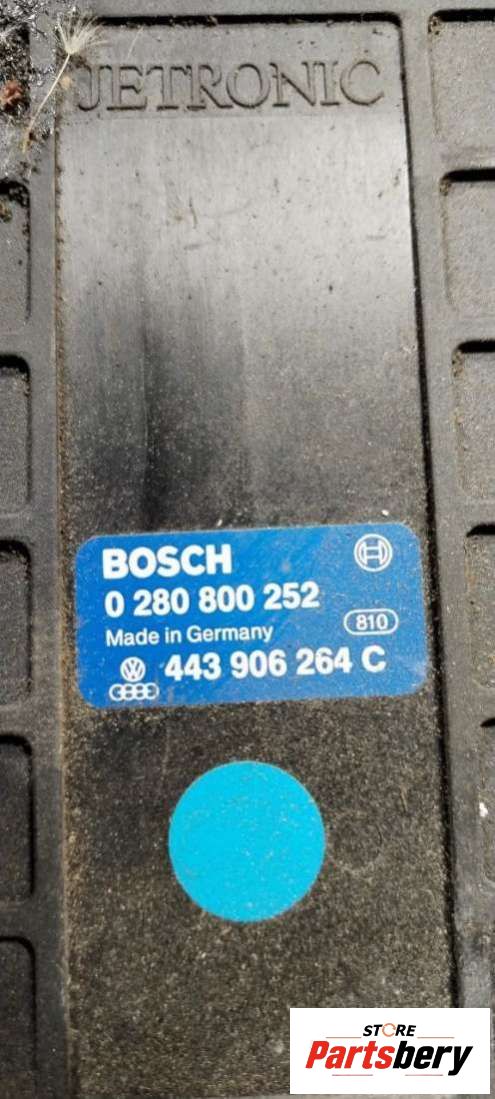 JETRONIC
BOSCH
0 280 800 252
Made in Germany 810
443 906 264 C
STORE
Partsbery